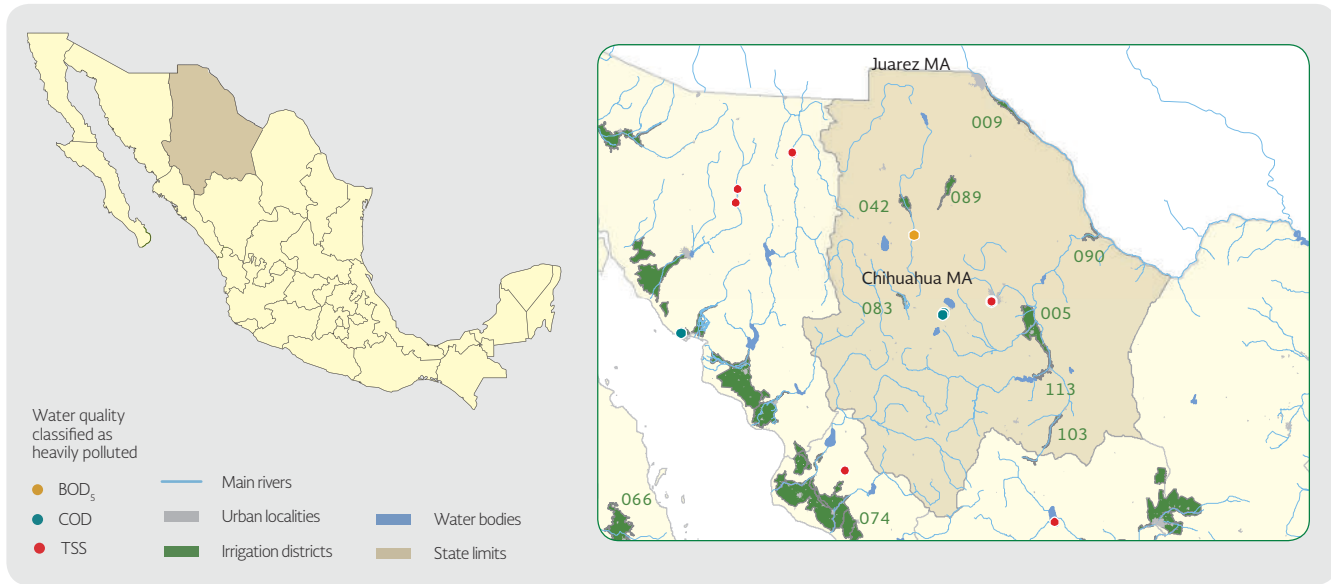 Juarez MA
009
089
042
090
Chihuahua MA
083
005
113
103
066
074
Water quality
classified as
heavily polluted
BOD₅
COD
TSS
Main rivers
Urban localities
Irrigation districts
Water bodies
State limits